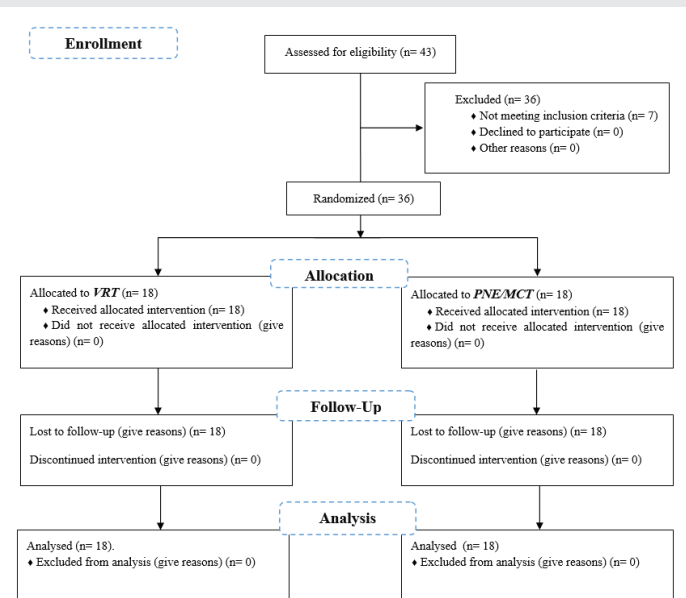 Enrollment
Assessed for eligibility (n= 43)
Excluded (n= 36)
♦ Not meeting inclusion criteria (n= 7)
♦ Declined to participate (n= 0)
♦ Other reasons (n= 0)
Randomized (n= 36)
Allocation
Allocated to VRT (n= 18)
♦ Received allocated intervention (n= 18)
♦ Did not receive allocated intervention (give
reasons) (n= 0)
Allocated to PNE/MCT (n= 18)
♦ Received allocated intervention (n= 18)
♦ Did not receive allocated intervention (give
reasons) (n= 0)
Follow-Up
Lost to follow-up (give reasons) (n= 18)
Discontinued intervention (give reasons) (n= 0)
Lost to follow-up (give reasons) (n= 18)
Discontinued intervention (give reasons) (n= 0)
Analysis
Analysed (n= 18).
♦ Excluded from analysis (give reasons) (n= 0)
Analysed (n= 18)
♦ Excluded from analysis (give reasons) (n= 0)